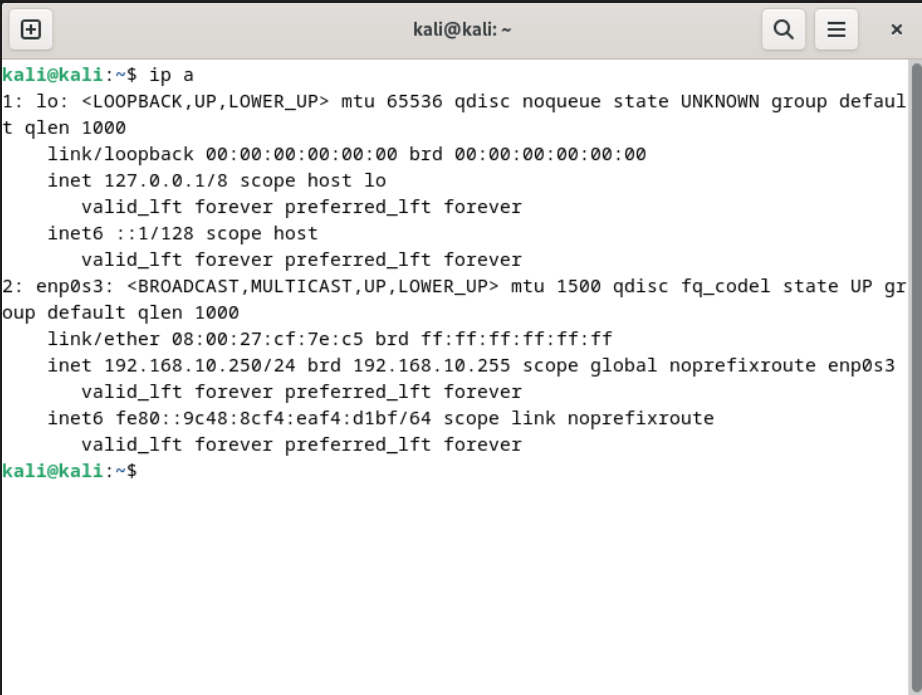 kali@kali: ~
kali@kali:~$ ip a
1: lo: <LOOPBACK,UP,LOWER_UP> mtu 65536 qdisc noqueue state UNKNOWN group defaul
t qlen 1000
    link/loopback 00:00:00:00:00:00 brd 00:00:00:00:00:00
    inet 127.0.0.1/8 scope host lo
       valid_lft forever preferred_lft forever
    inet6 ::1/128 scope host
       valid_lft forever preferred_lft forever
2: enp0s3: <BROADCAST,MULTICAST,UP,LOWER_UP> mtu 1500 qdisc fq_codel state UP gr
oup default qlen 1000
    link/ether 08:00:27:cf:7e:c5 brd ff:ff:ff:ff:ff:ff
    inet 192.168.10.250/24 brd 192.168.10.255 scope global noprefixroute enp0s3
       valid_lft forever preferred_lft forever
    inet6 fe80::9c48:8cf4:eaf4:d1bf/64 scope link noprefixroute
       valid_lft forever preferred_lft forever
kali@kali:~$